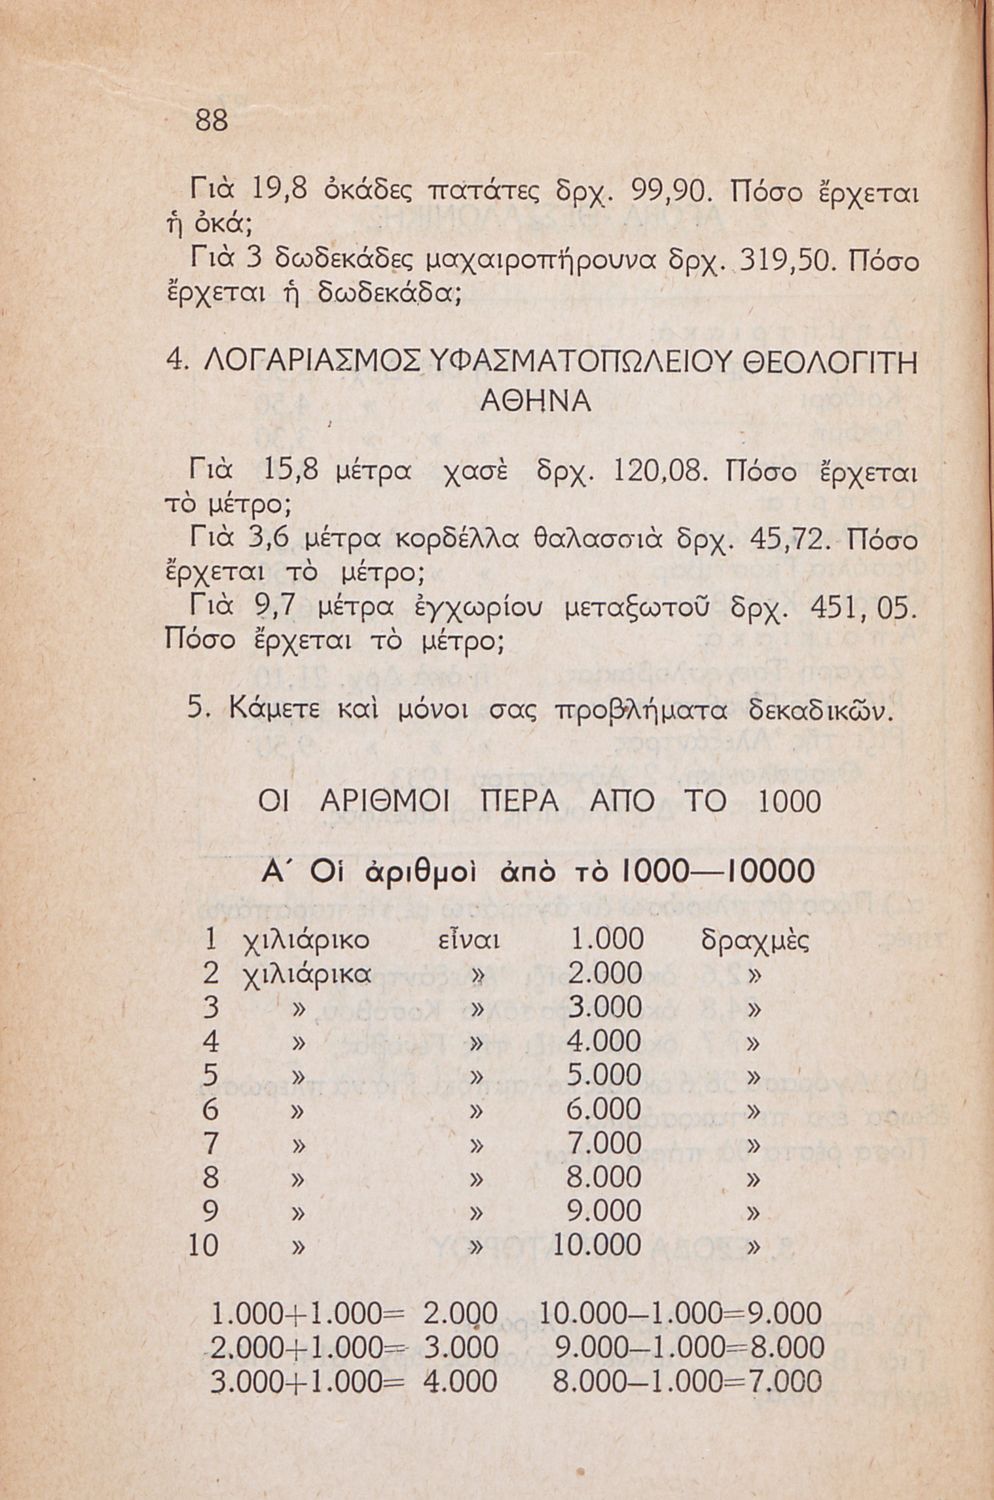 88
Γιὰ 19,8 ὀκάδες πατάτες δρχ. 99,90. Πόσο ἔρχεται
ἡ ὀκά;
Γιὰ 3 δωδεκάδες μαχαιροπήρουνα δρχ. 319,50. Πόσο
ἔρχεται ἡ δωδεκάδα;
4. ΛΟΓΑΡΙΑΣΜΟΣ ΥΦΑΣΜΑΤΟΠΩΛΕΙΟΥ ΘΕΟΛΟΓΙΤΗ
ΑΘΗΝΑ
Γιὰ 15,8 μέτρα χασὲ δρχ. 120,08. Πόσο ἔρχεται
τὸ μέτρο;
Γιὰ 3,6 μέτρα κορδέλλα θαλασσιὰ δρχ. 45,72. Πόσο
ἔρχεται τὸ μέτρο;
Γιὰ 9,7 μέτρα ἐγχωρίου μεταξωτοῦ δρχ. 451, 05.
Πόσο ἔρχεται τὸ μέτρο;
5. Κάμετε καὶ μόνοι σας προβλήματα δεκαδικῶν.
ΟΙ ΑΡΙΘΜΟΙ ΠΕΡΑ ΑΠΟ ΤΟ 1000
Α΄ Οἱ ἀριθμοὶ ἀπὸ τὸ 1000—10000
1 χιλιάρικο εἶναι 1.000 δραχμὲς
2 χιλιάρικα » 2.000 »
3 » » 3.000 »
4 » » 4.000 »
5 » » 5.000 »
6 » » 6.000 »
7 » » 7.000 »
8 » » 8.000 »
9 » » 9.000 »
10 » » 10.000 »
1.000+1.000= 2.000 10.000—1.000=9.000
2.000+1.000= 3.000 9.000—1.000=8.000
3.000+1.000= 4.000 8.000—1.000=7.000